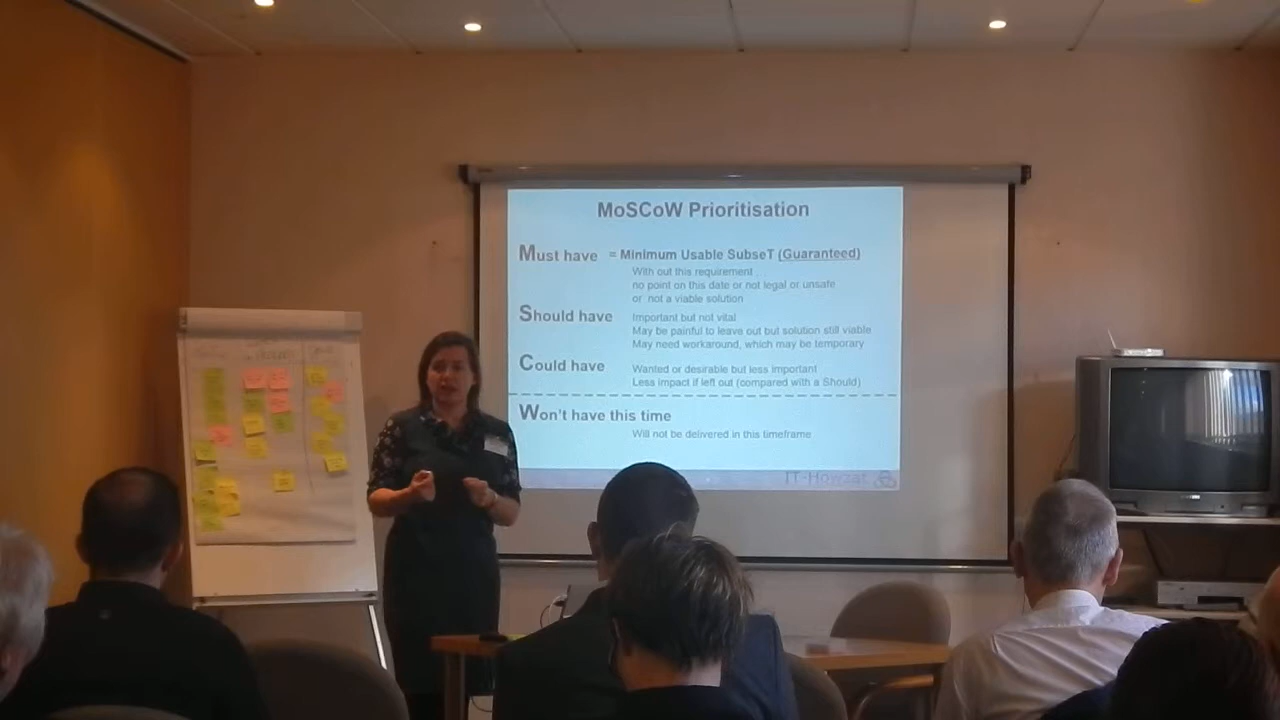 MoSCoW Prioritisation
Must have = Minimum Usable SubseT (Guaranteed)
With out this requirement . . .
no point on this date or not legal or unsafe
or not a viable solution
Should have
Important but not vital
May be painful to leave out but solution still viable
May need workaround, which may be temporary
Could have
Wanted or desirable but less important
Less impact if left out (compared with a Should)
Won't have this time
Will not be delivered in this timeframe
IT-Howzat